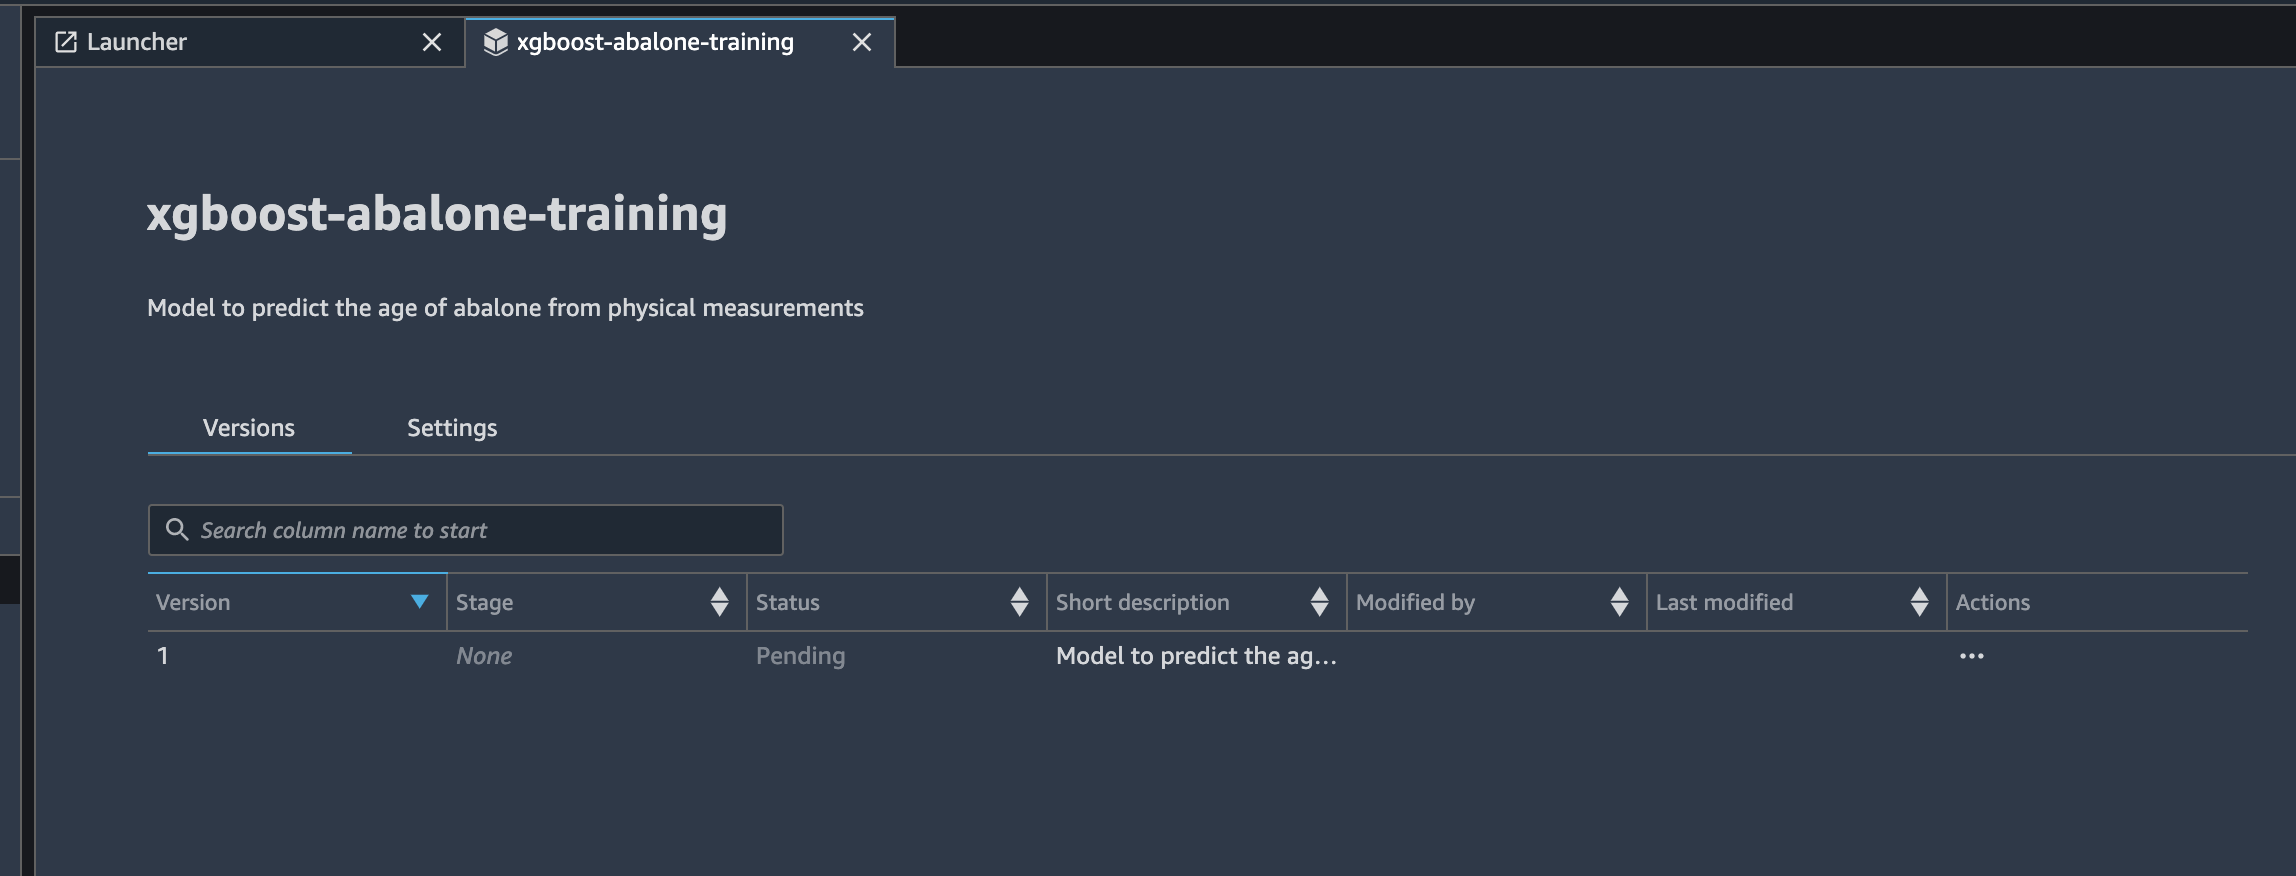 Launcher
xgboost-abalone-training
xgboost-abalone-training
Model to predict the age of abalone from physical measurements
Versions Settings
Search column name to start
Version Stage Status Short description Modified by Last modified Actions
1 None Pending Model to predict the ag... ...